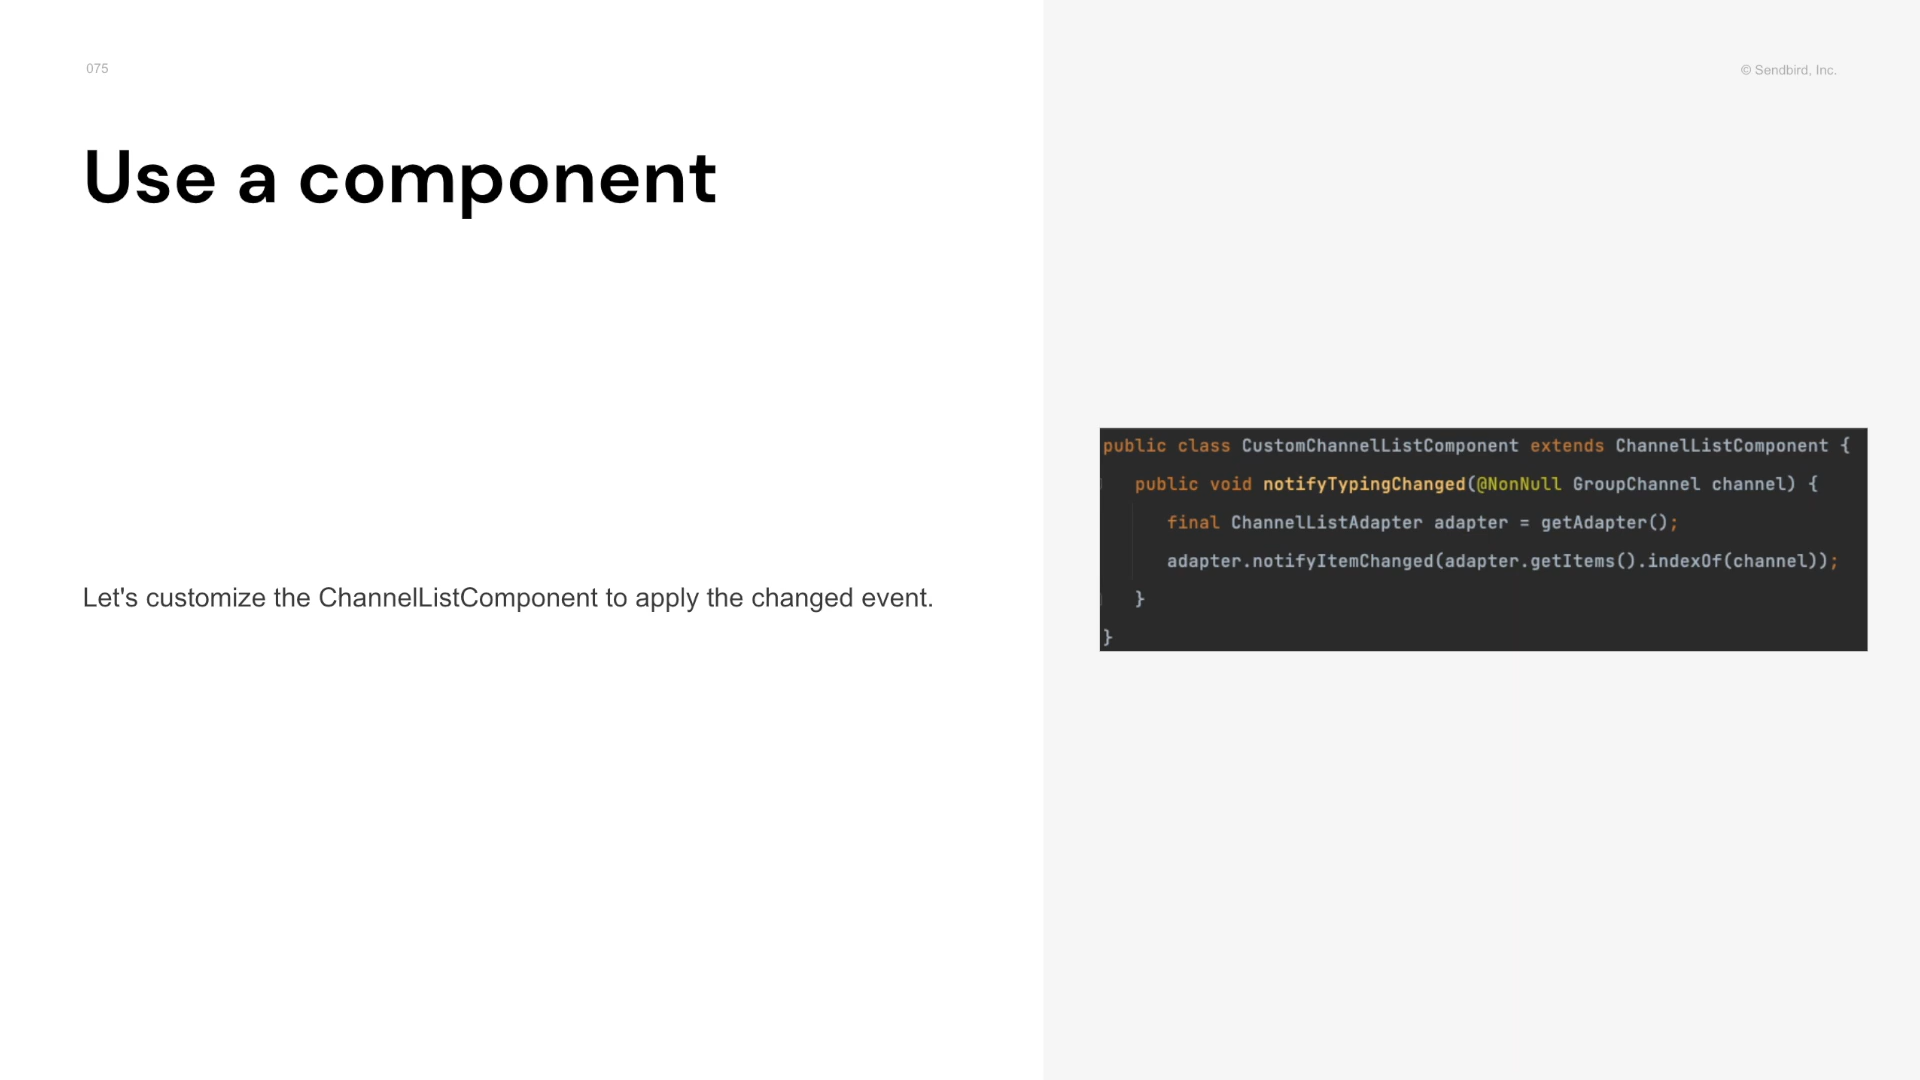 075
© Sendbird, Inc.
Use a component
Let's customize the ChannelListComponent to apply the changed event.
public class CustomChannelListComponent extends ChannelListComponent {
public void notifyTypingChanged(@NonNull GroupChannel channel) {
final ChannelListAdapter adapter = getAdapter();
adapter.notifyItemChanged(adapter.getItems().indexOf(channel));
}
}